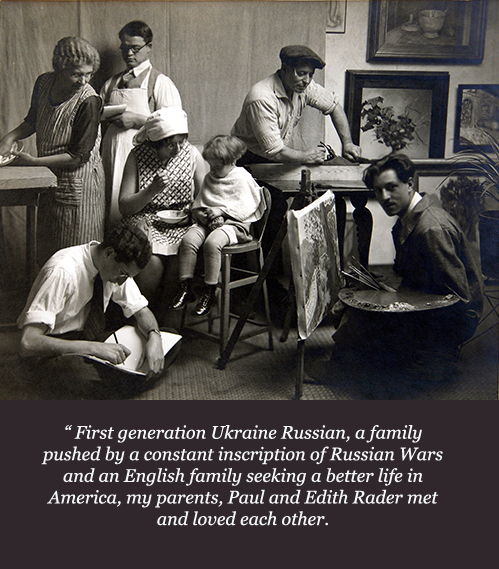 “ First generation Ukraine Russian, a family
pushed by a constant inscription of Russian Wars
and an English family seeking a better life in
America, my parents, Paul and Edith Rader met
and loved each other.